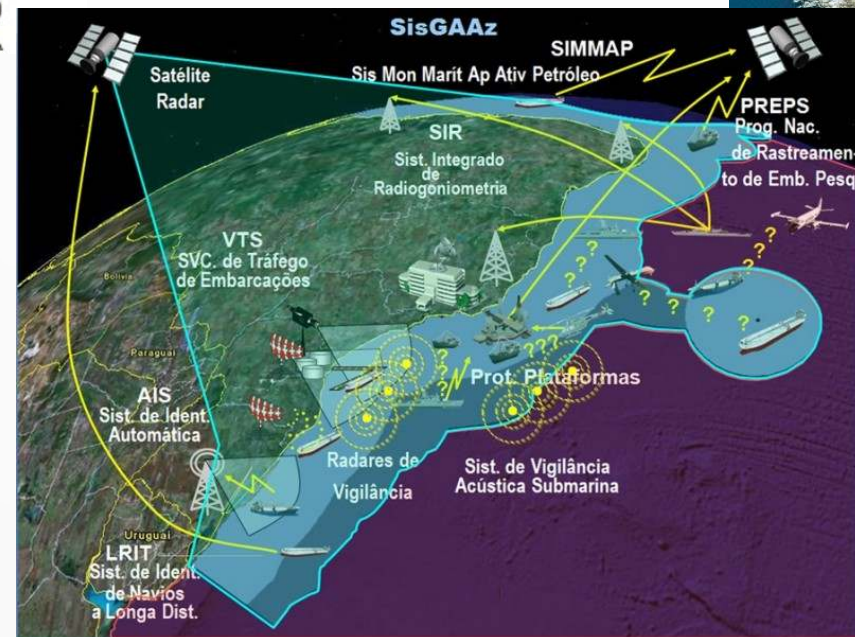 SisGAAz
SIMMAP
Sis Mon Marít Ap Ativ Petróleo
Satélite
Radar
PREPS
Prog. Nac.
de Rastreamen-
to de Emb. Pesq
SIR
Sist. Integrado
de
Radiogoniometria
VTS
SVC. de Tráfego
de Embarcações
Bolívia
Paraguai
AIS
Sist. de Ident.
Automática
Prot. Plataformas
Radares de
Vigilância
Sist. de Vigilância
Acústica Submarina
Uruguai
LRIT
Sist. de Ident.
de Navios
a Longa Dist.
? ? ? ? ?
? ? ? ?
? ? ? ?
? ? ?
? ? ? ?